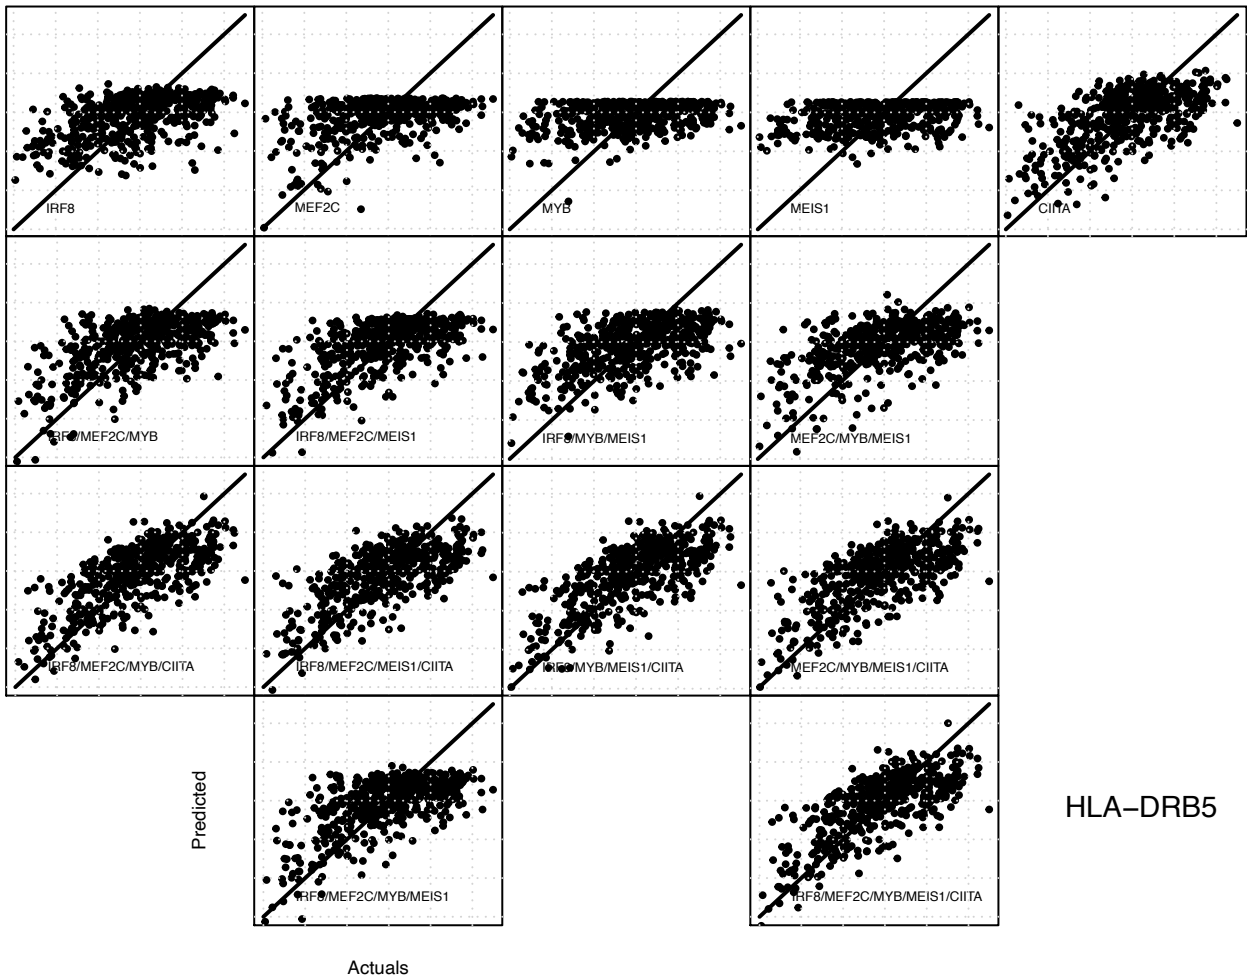 IRF8
MEF2C
MYB
MEIS1
CIITA
IRF8/MEF2C/MYB
IRF8/MEF2C/MEIS1
IRF8/MYB/MEIS1
MEF2C/MYB/MEIS1
IRF8/MEF2C/MYB/CIITA
IRF8/MEF2C/MEIS1/CIITA
IRF8/MYB/MEIS1/CIITA
MEF2C/MYB/MEIS1/CIITA
Predicted
IRF8/MEF2C/MYB/MEIS1
IRF8/MEF2C/MYB/MEIS1/CIITA
HLA−DRB5
Actuals